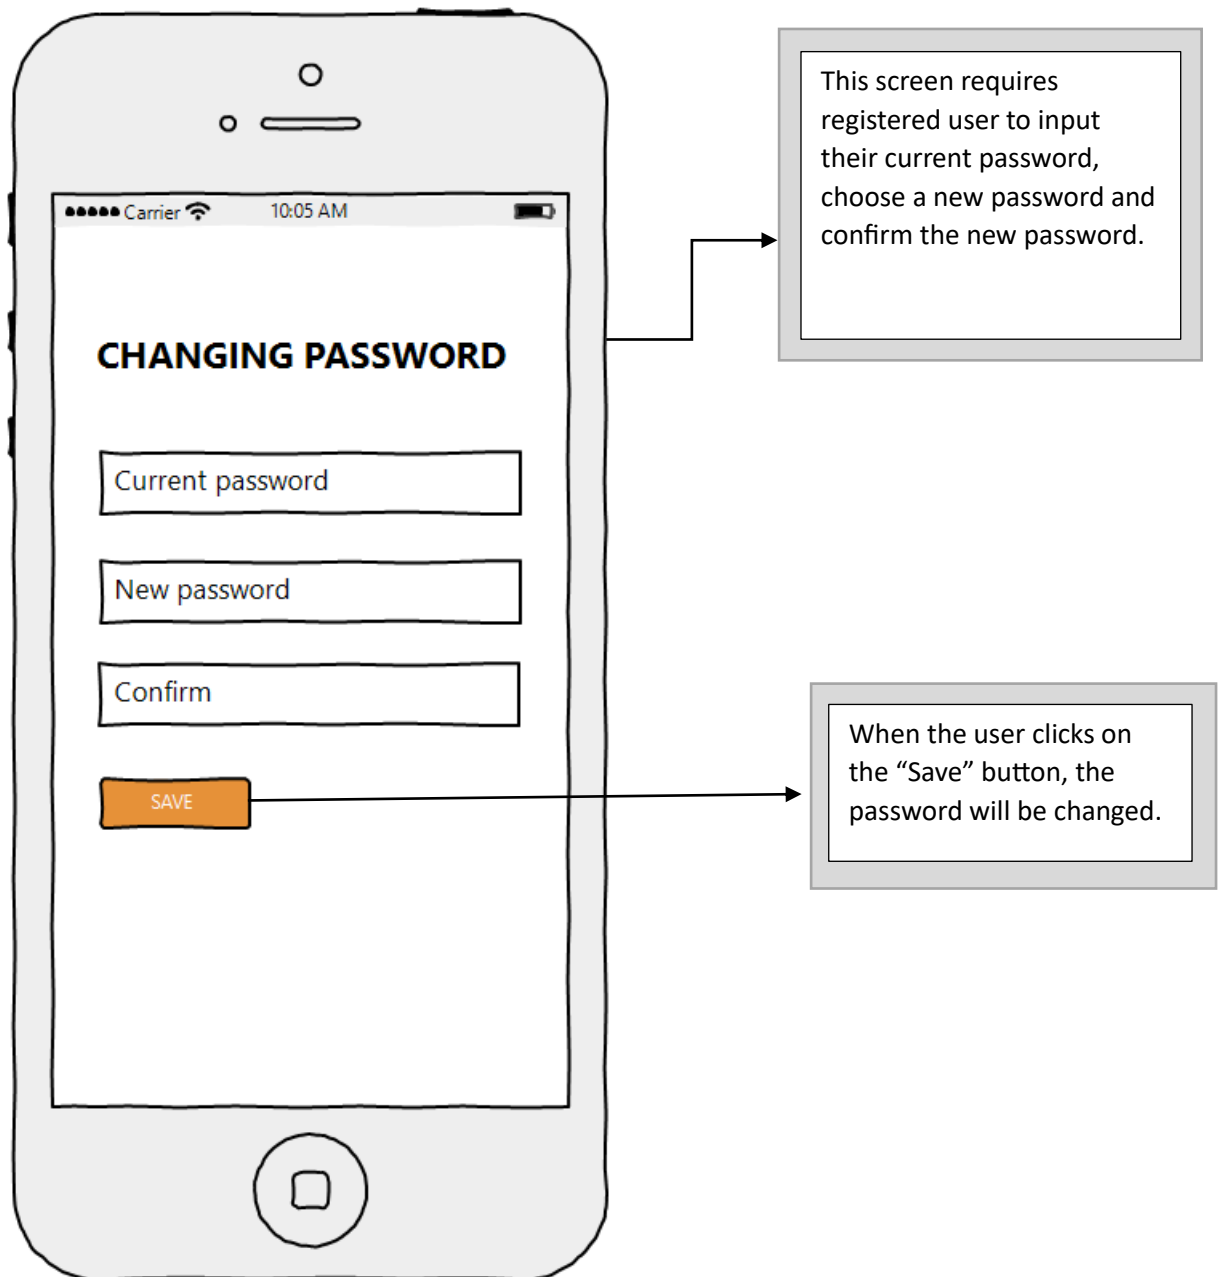 Carrier
10:05 AM
CHANGING PASSWORD
Current password
New password
Confirm
SAVE
This screen requires
registered user to input
their current password,
choose a new password and
confirm the new password.
When the user clicks on
the “Save” button, the
password will be changed.